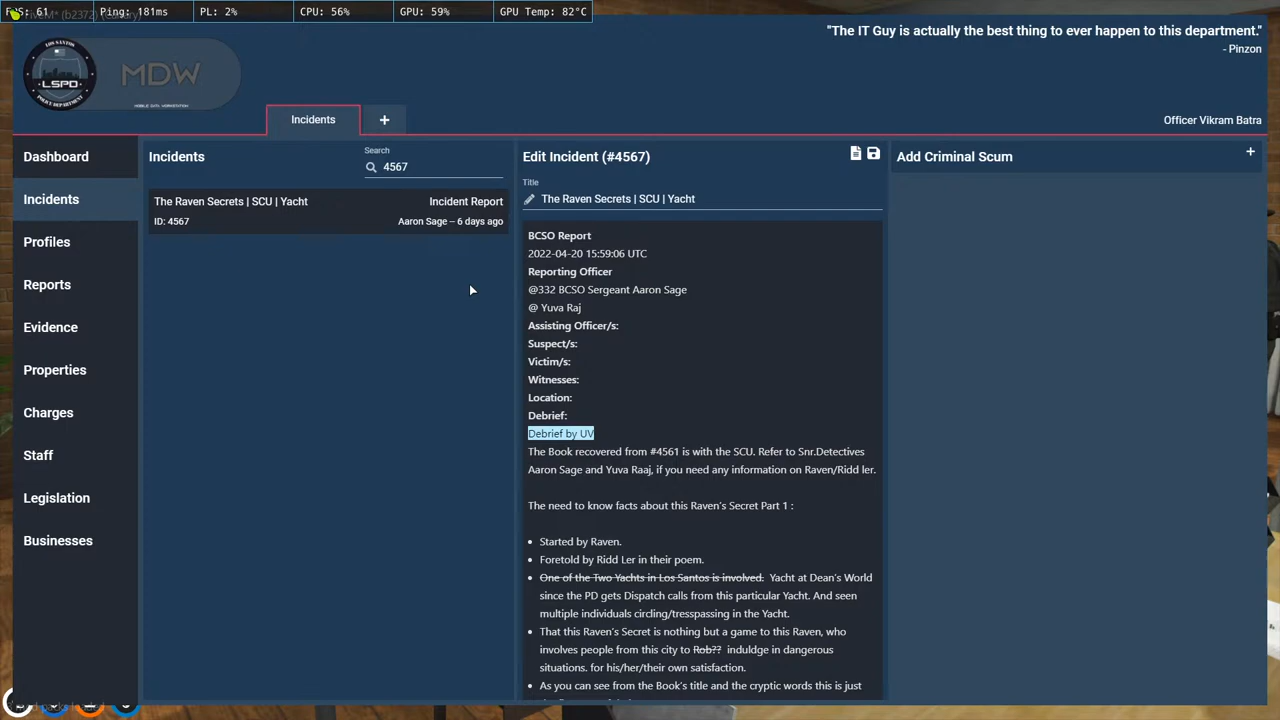 FPS: 61 Ping: 181ms PL: 2% CPU: 56% GPU: 59% GPU Temp: 82°C
"The IT Guy is actually the best thing to ever happen to this department."
- Pinzon
LOS SANTOS
LSPD
POLICE DEPARTMENT
MDW
MOBILE DATA WORKSTATION
Incidents +
Officer Vikram Batra
Dashboard
Incidents
Profiles
Reports
Evidence
Properties
Charges
Staff
Legislation
Businesses
Incidents
Search
4567
The Raven Secrets | SCU | Yacht Incident Report
ID: 4567 Aaron Sage – 6 days ago
Edit Incident (#4567)
Title
The Raven Secrets | SCU | Yacht
BCSO Report
2022-04-20 15:59:06 UTC
Reporting Officer
@332 BCSO Sergeant Aaron Sage
@ Yuva Raj
Assisting Officer/s:
Suspect/s:
Victim/s:
Witnesses:
Location:
Debrief:
Debrief by UV
The Book recovered from #4561 is with the SCU. Refer to Snr.Detectives
Aaron Sage and Yuva Raaj, if you need any information on Raven/Ridd ler.
The need to know facts about this Raven's Secret Part 1 :
• Started by Raven.
• Foretold by Ridd Ler in their poem.
• One of the Two Yachts in Los Santos is involved. Yacht at Dean's World
since the PD gets Dispatch calls from this particular Yacht. And seen
multiple individuals circling/tresspassing in the Yacht.
• That this Raven's Secret is nothing but a game to this Raven, who
involves people from this city to Rob?? induldge in dangerous
situations. for his/her/their own satisfaction.
• As you can see from the Book's title and the cryptic words this is just
Add Criminal Scum +